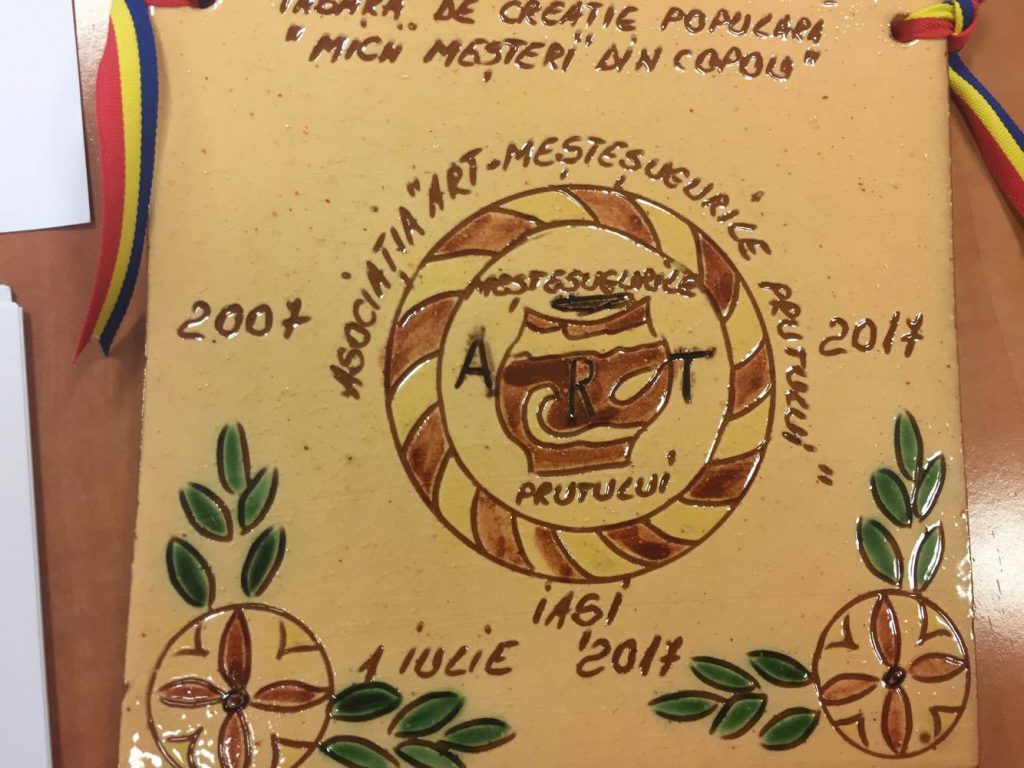 TABĂRA DE CREAȚIE POPULARĂ
"MICII MEȘTERI DIN COPOU"
ASOCIAȚIA "ART-MEȘTEȘUGURILE PRUTULUI"
2007
2017
MEȘTEȘUGURILE
A R T
PRUTULUI
IAȘI
1 IULIE 2017